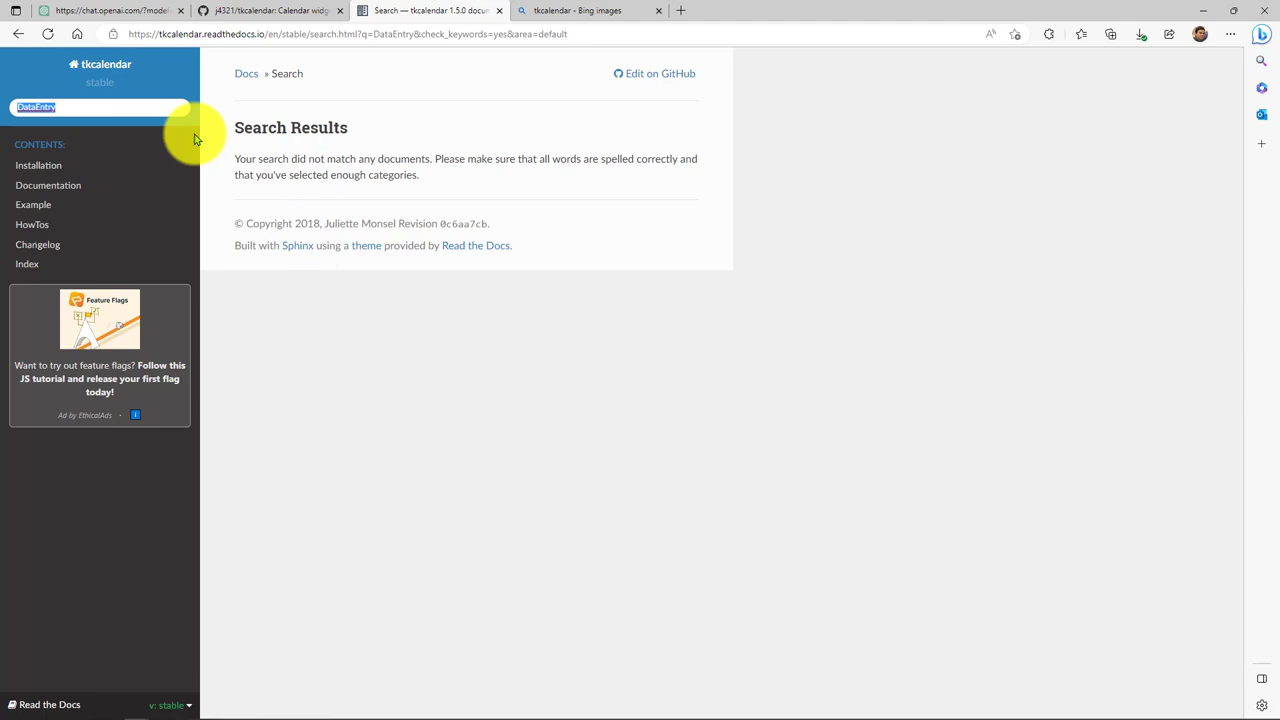 https://chat.openai.com/?model=
j4321/tkcalendar: Calendar widg
Search — tkcalendar 1.5.0 docum
tkcalendar - Bing images
https://tkcalendar.readthedocs.io/en/stable/search.html?q=DataEntry&check_keywords=yes&area=default
tkcalendar
stable
DataEntry
CONTENTS:
Installation
Documentation
Example
HowTos
Changelog
Index
Feature Flags
Want to try out feature flags? Follow this
JS tutorial and release your first flag
today!
Ad by EthicalAds ·
i
Read the Docs
v: stable
Docs » Search
Edit on GitHub
Search Results
Your search did not match any documents. Please make sure that all words are spelled correctly and
that you've selected enough categories.
© Copyright 2018, Juliette Monsel Revision 0c6aa7cb.
Built with Sphinx using a theme provided by Read the Docs.